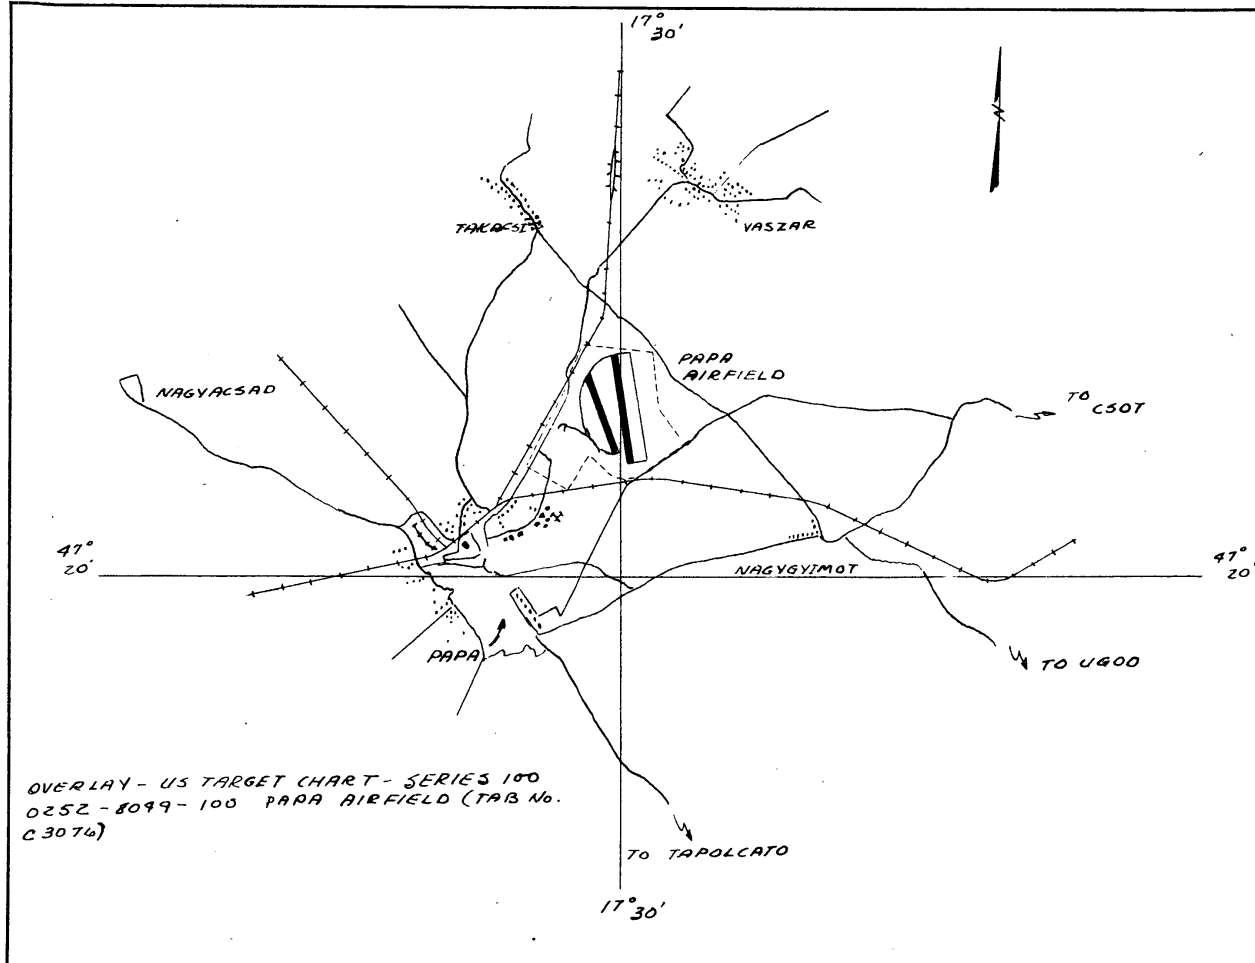 17°
30'
N
TAKACSI
VASZAR
PAPA
AIRFIELD
NAGYACSAD
TO
CSOT
47°
20'
47°
20'
NAGYGYIMOT
PAPA
TO UGOD
OVERLAY - US TARGET CHART - SERIES 100
0252 - 8099 - 100 PAPA AIRFIELD (TAB No.
C 3076)
TO TAPOLCAFO
17°
30'